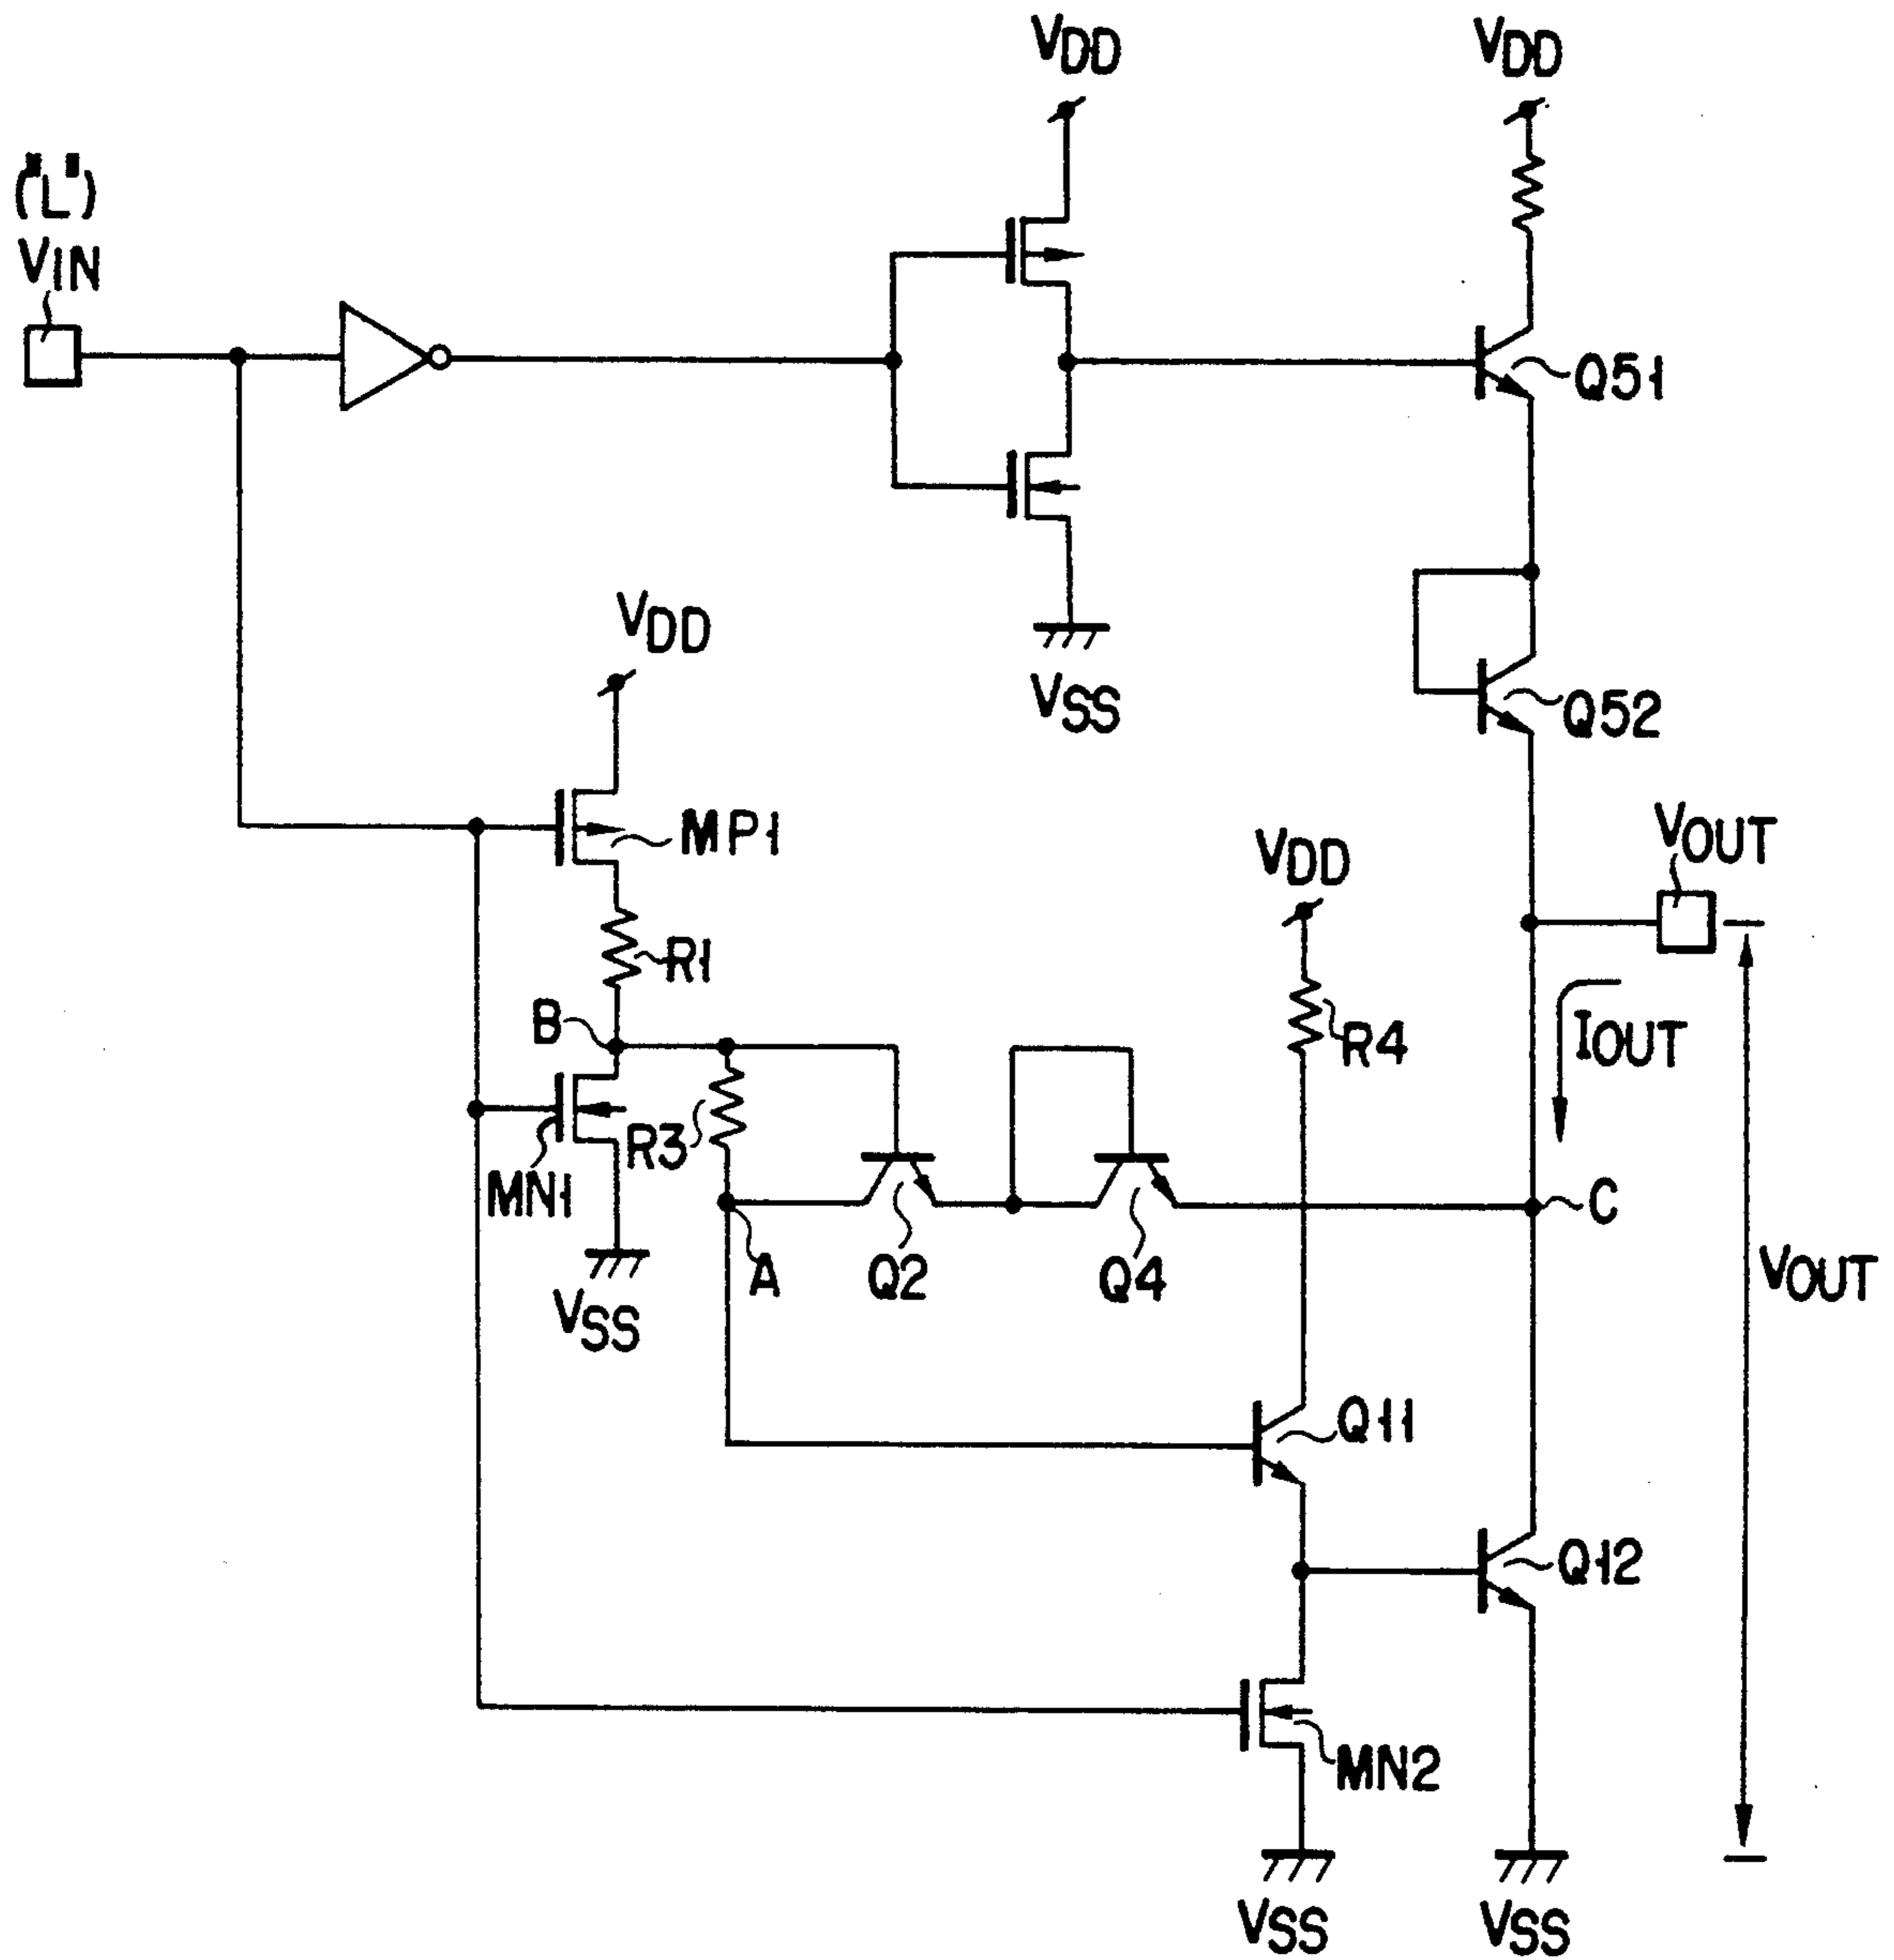 VDD
VDD
("L")
VIN
Q51
VDD
VSS
Q52
MP1
VDD
VOUT
R1
B
R4
IOUT
R3
MN1
C
A
Q2
Q4
VOUT
VSS
Q11
Q12
MN2
VSS
VSS